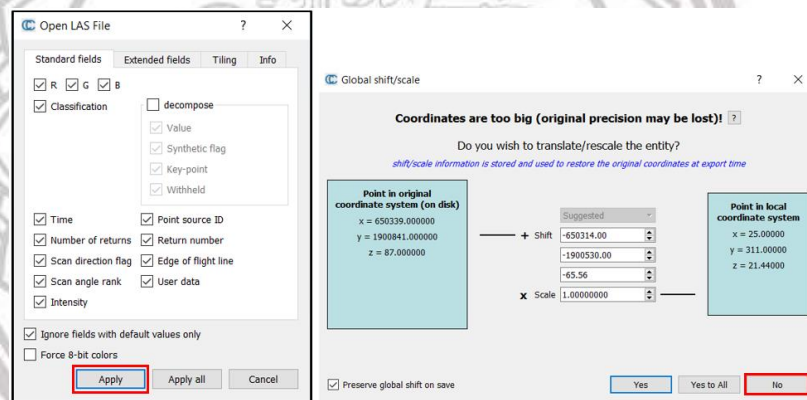 Open LAS File ? X
Standard fields Extended fields Tiling Info
R G B
Classification decompose
Value
Synthetic flag
Key-point
Withheld
Time Point source ID
Number of returns Return number
Scan direction flag Edge of flight line
Scan angle rank User data
Intensity
Ignore fields with default values only
Force 8-bit colors
Apply Apply all Cancel
Global shift/scale ? X
Coordinates are too big (original precision may be lost)! ?
Do you wish to translate/rescale the entity?
shift/scale information is stored and used to restore the original coordinates at export time
Point in original
coordinate system (on disk)
x = 650339.000000
y = 1900841.000000
z = 87.000000
Suggested
+ Shift -650314.00
-1900530.00
-65.56
x Scale 1.00000000
Point in local
coordinate system
x = 25.00000
y = 311.00000
z = 21.44000
Preserve global shift on save Yes Yes to All No